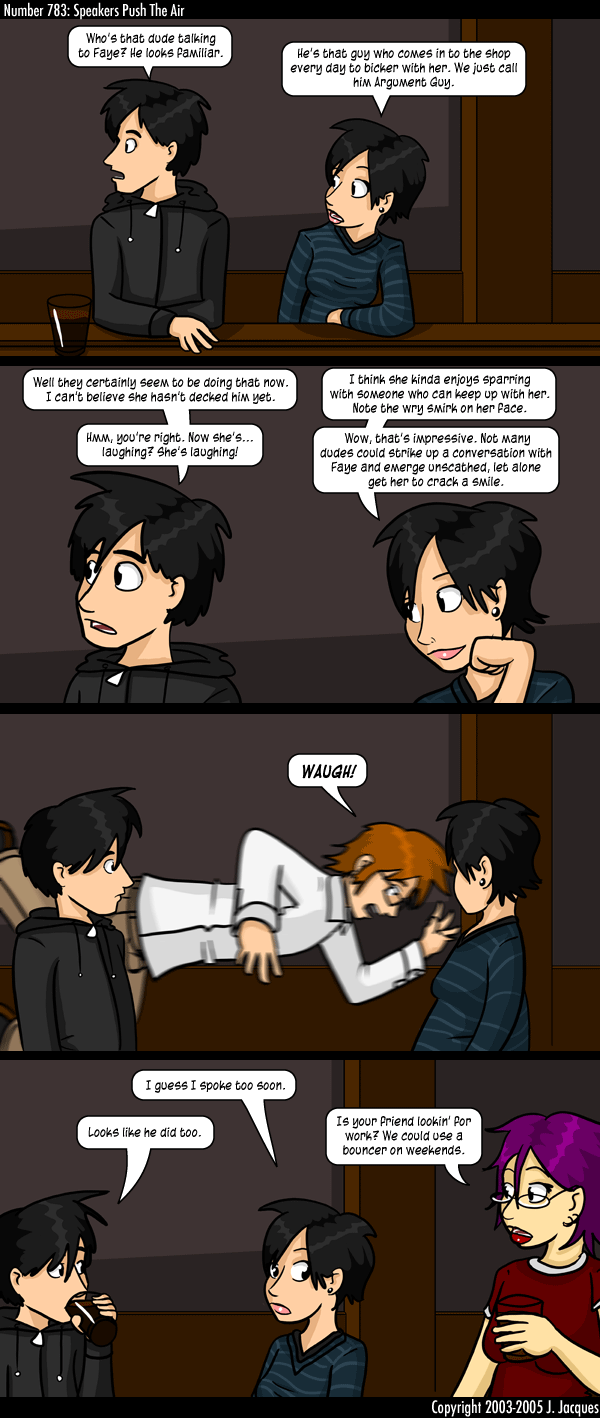 Number 783: Speakers Push The Air
Who's that dude talking
to Faye? He looks familiar.
He's that guy who comes in to the shop
every day to bicker with her. We just call
him Argument Guy.
Well they certainly seem to be doing that now.
I can't believe she hasn't decked him yet.
I think she kinda enjoys sparring
with someone who can keep up with her.
Note the wry smirk on her face.
Hmm, you're right. Now she's...
laughing? She's laughing!
Wow, that's impressive. Not many
dudes could strike up a conversation with
Faye and emerge unscathed, let alone
get her to crack a smile.
WAUGH!
I guess I spoke too soon.
Looks like he did too.
Is your friend lookin' for
work? We could use a
bouncer on weekends.
Copyright 2003-2005 J. Jacques